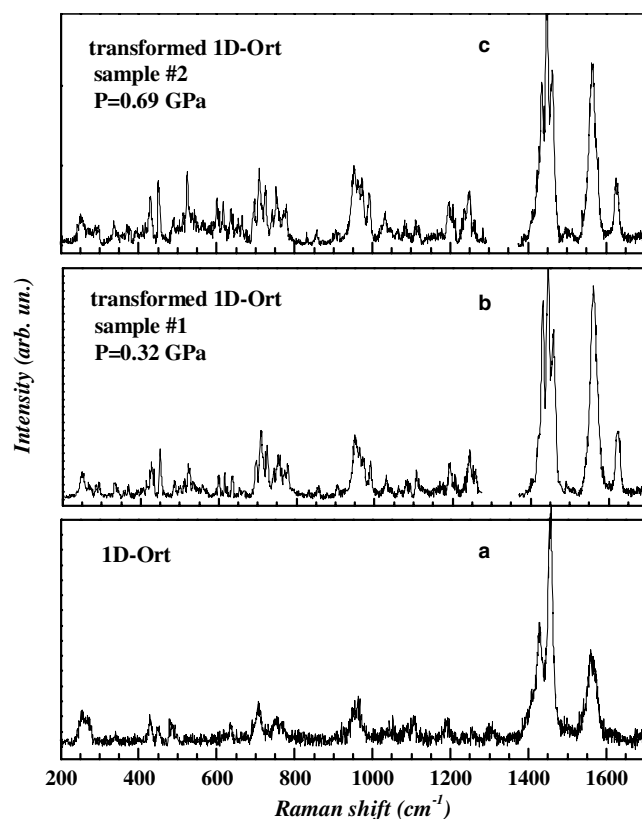 transformed 1D-Ort
sample #2
P=0.69 GPa
c
transformed 1D-Ort
sample #1
P=0.32 GPa
b
1D-Ort
a
Intensity (arb. un.)
200 400 600 800 1000 1200 1400 1600
Raman shift (cm-1)